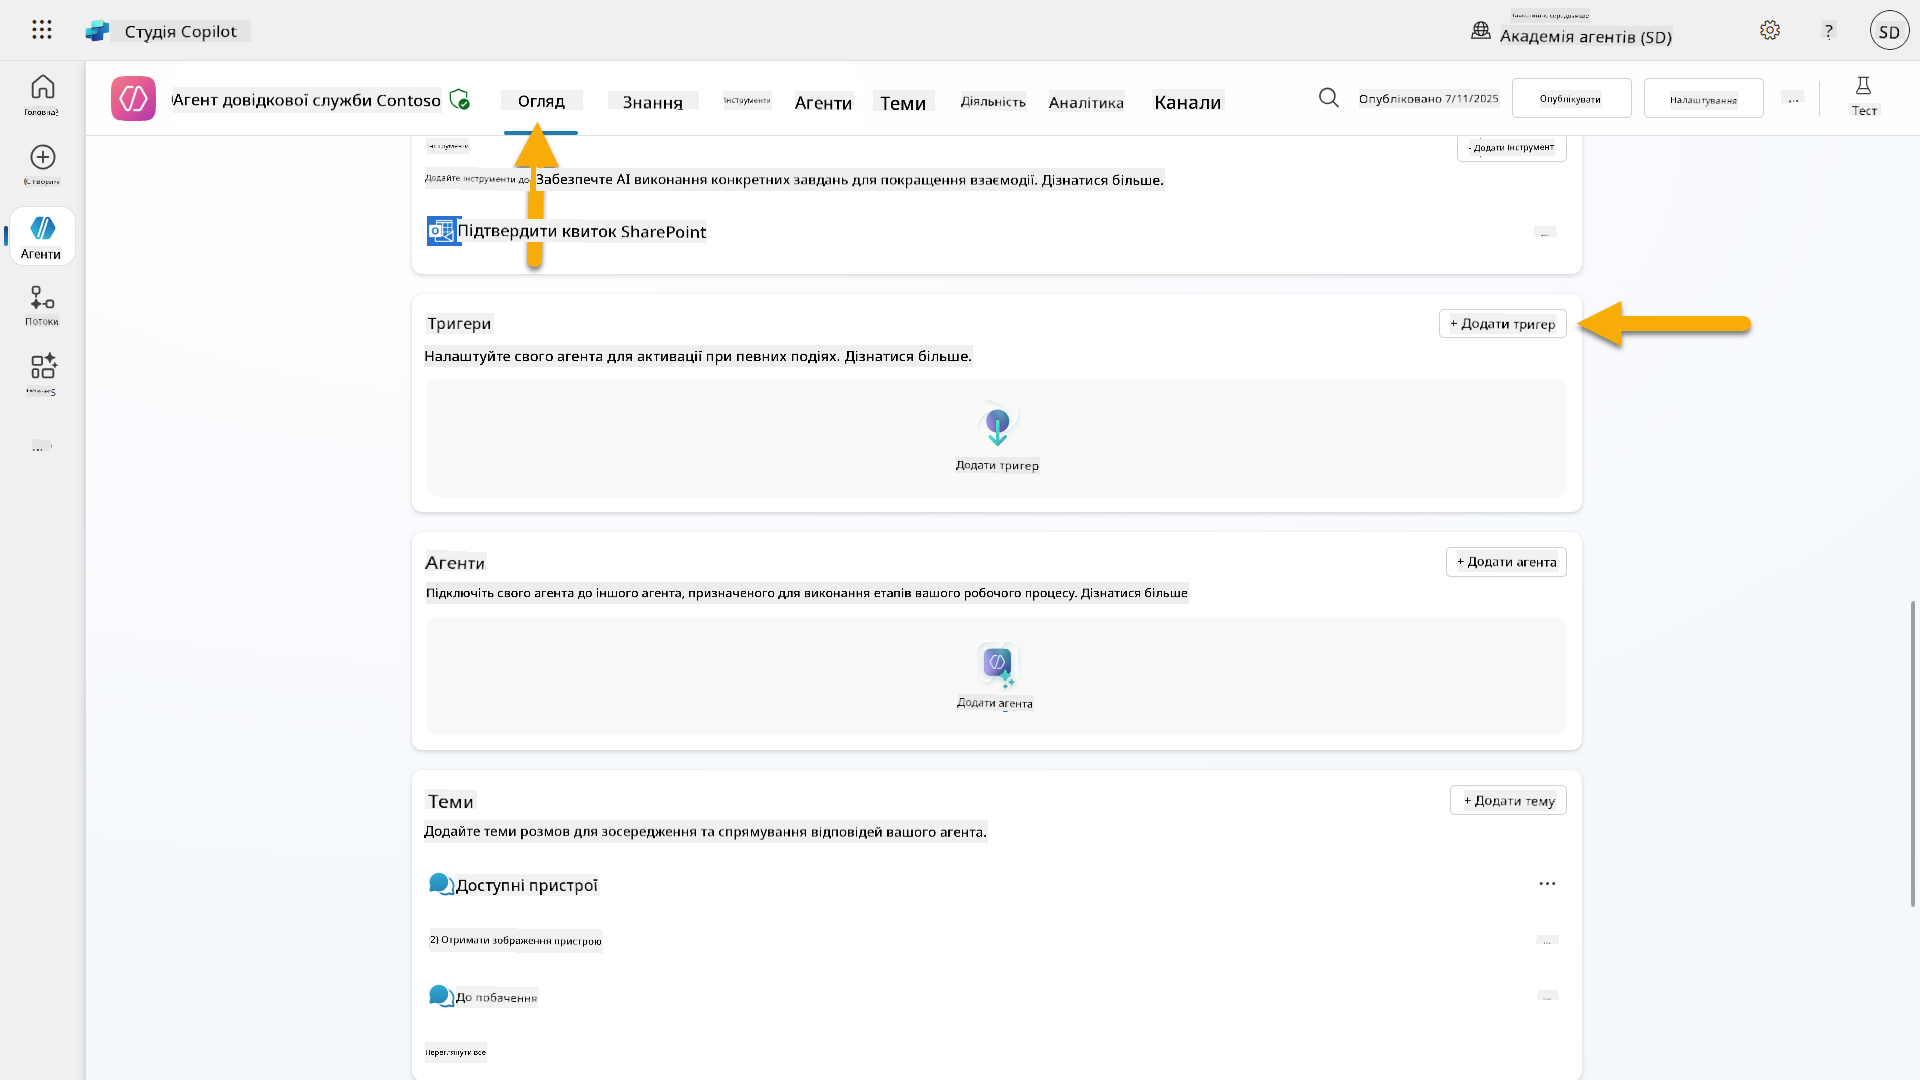 Студія Copilot
Академія агентів (SD)
?
SD
Агент довідкової служби Contoso
Огляд
Знання
Інструменти
Агенти
Теми
Діяльність
Аналітика
Канали
Опубліковано 7/11/2025
Опублікувати
Налаштування
...
Тест
Головна
Агенти
Потоки
...
Інструменти
Додати інструмент
Додайте інструменти до Забезпечте AI виконання конкретних завдань для покращення взаємодії. Дізнатися більше.
Підтвердити квиток SharePoint
Тригери
+ Додати тригер
Налаштуйте свого агента для активації при певних подіях. Дізнатися більше.
Додати тригер
Агенти
+ Додати агента
Підключіть свого агента до іншого агента, призначеного для виконання етапів вашого робочого процесу. Дізнатися більше
Додати агента
Теми
+ Додати тему
Додайте теми розмов для зосередження та спрямування відповідей вашого агента.
Доступні пристрої
2) Отримати зображення пристрою
До побачення
Переглянути все